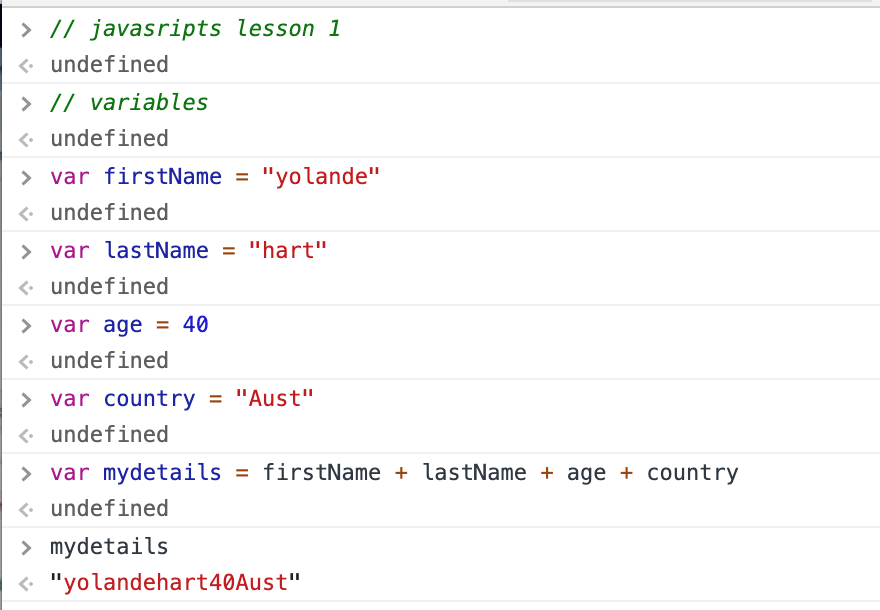 > // javasripts lesson 1
<· undefined
> // variables
<· undefined
> var firstName = "yolande"
<· undefined
> var lastName = "hart"
<· undefined
> var age = 40
<· undefined
> var country = "Aust"
<· undefined
> var mydetails = firstName + lastName + age + country
<· undefined
> mydetails
<· "yolandehart40Aust"